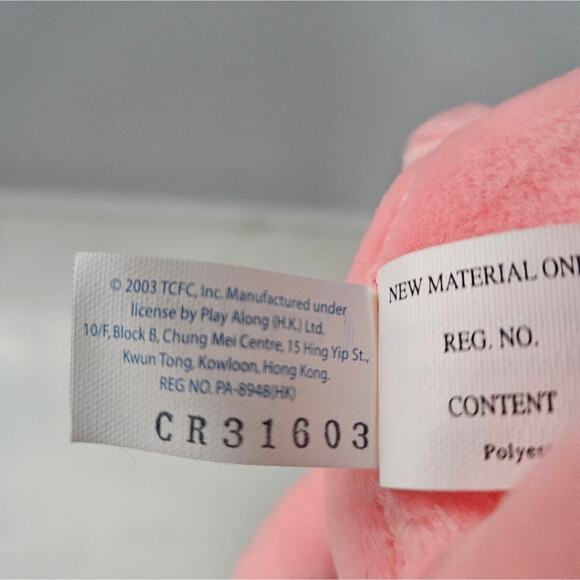 © 2003 TCFC, Inc. Manufactured under
license by Play Along (H.K.) Ltd.
10/F, Block B, Chung Mei Centre, 15 Hing Yip St.,
Kwun Tong, Kowloon, Hong Kong.
REG NO. PA-8948(HK)
CR31603
NEW MATERIAL
REG. NO.
CONTENT